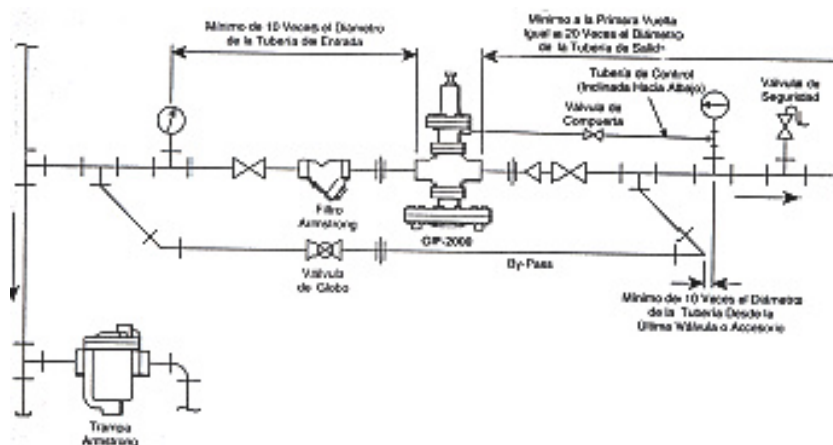 Mínimo de 10 Veces el Diámetro
de la Tubería de Entrada
Mínimo a la Primera Vuelta
Igual a 20 Veces el Diámetro
de la Tubería de Salida
Tubería de Control
(Inclinada Hacia Abajo)
Válvula de
Compuerta
Válvula de
Seguridad
Filtro
Armstrong
GP-2000
Válvula
de Globo
By-Pass
Mínimo de 10 Veces el Diámetro
de la Tubería Desde la
Última Válvula o Accesorio
Trampa
Armstrong